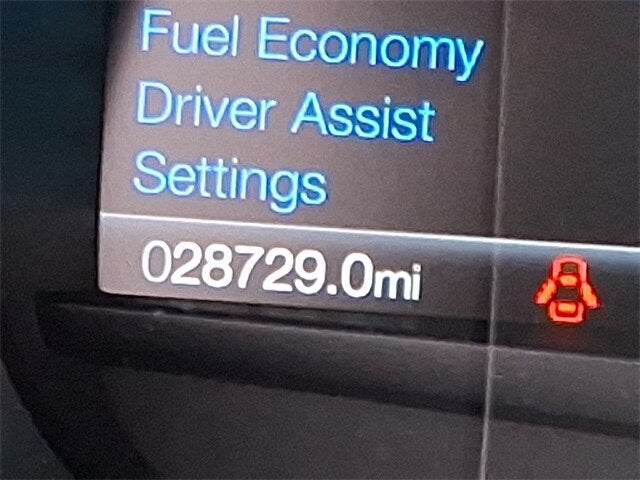 Fuel Economy
Driver Assist
Settings
028729.0mi